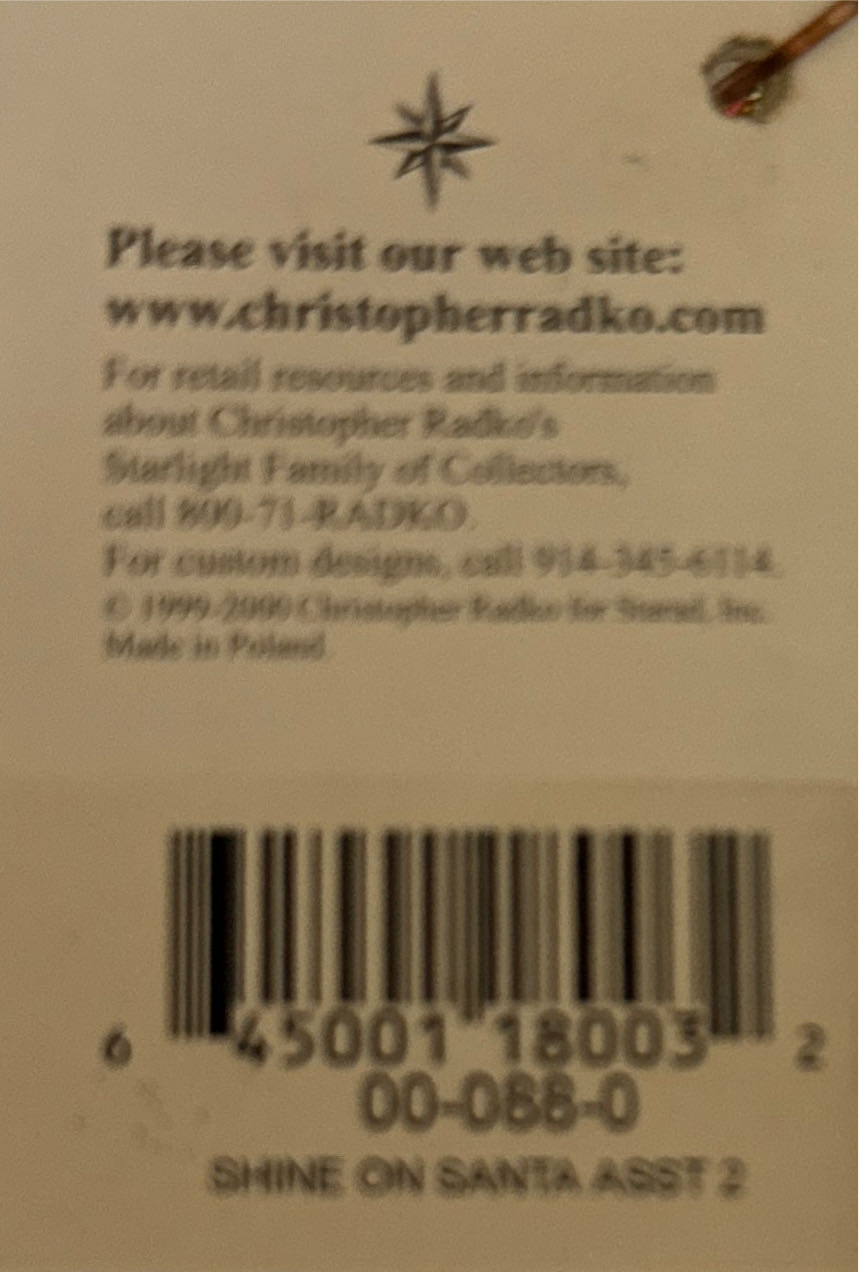 Please visit our web site:
www.christopherradko.com
For retail resources and information
about Christopher Radko's
Starlight Family of Collectors,
call 800-71-RADKO.
For custom designs, call 914-345-6114.
© 1999-2000 Christopher Radko for Starad, Inc.
Made in Poland
6 45001 18003 2
00-088-0
SHINE ON SANTA ASST 2